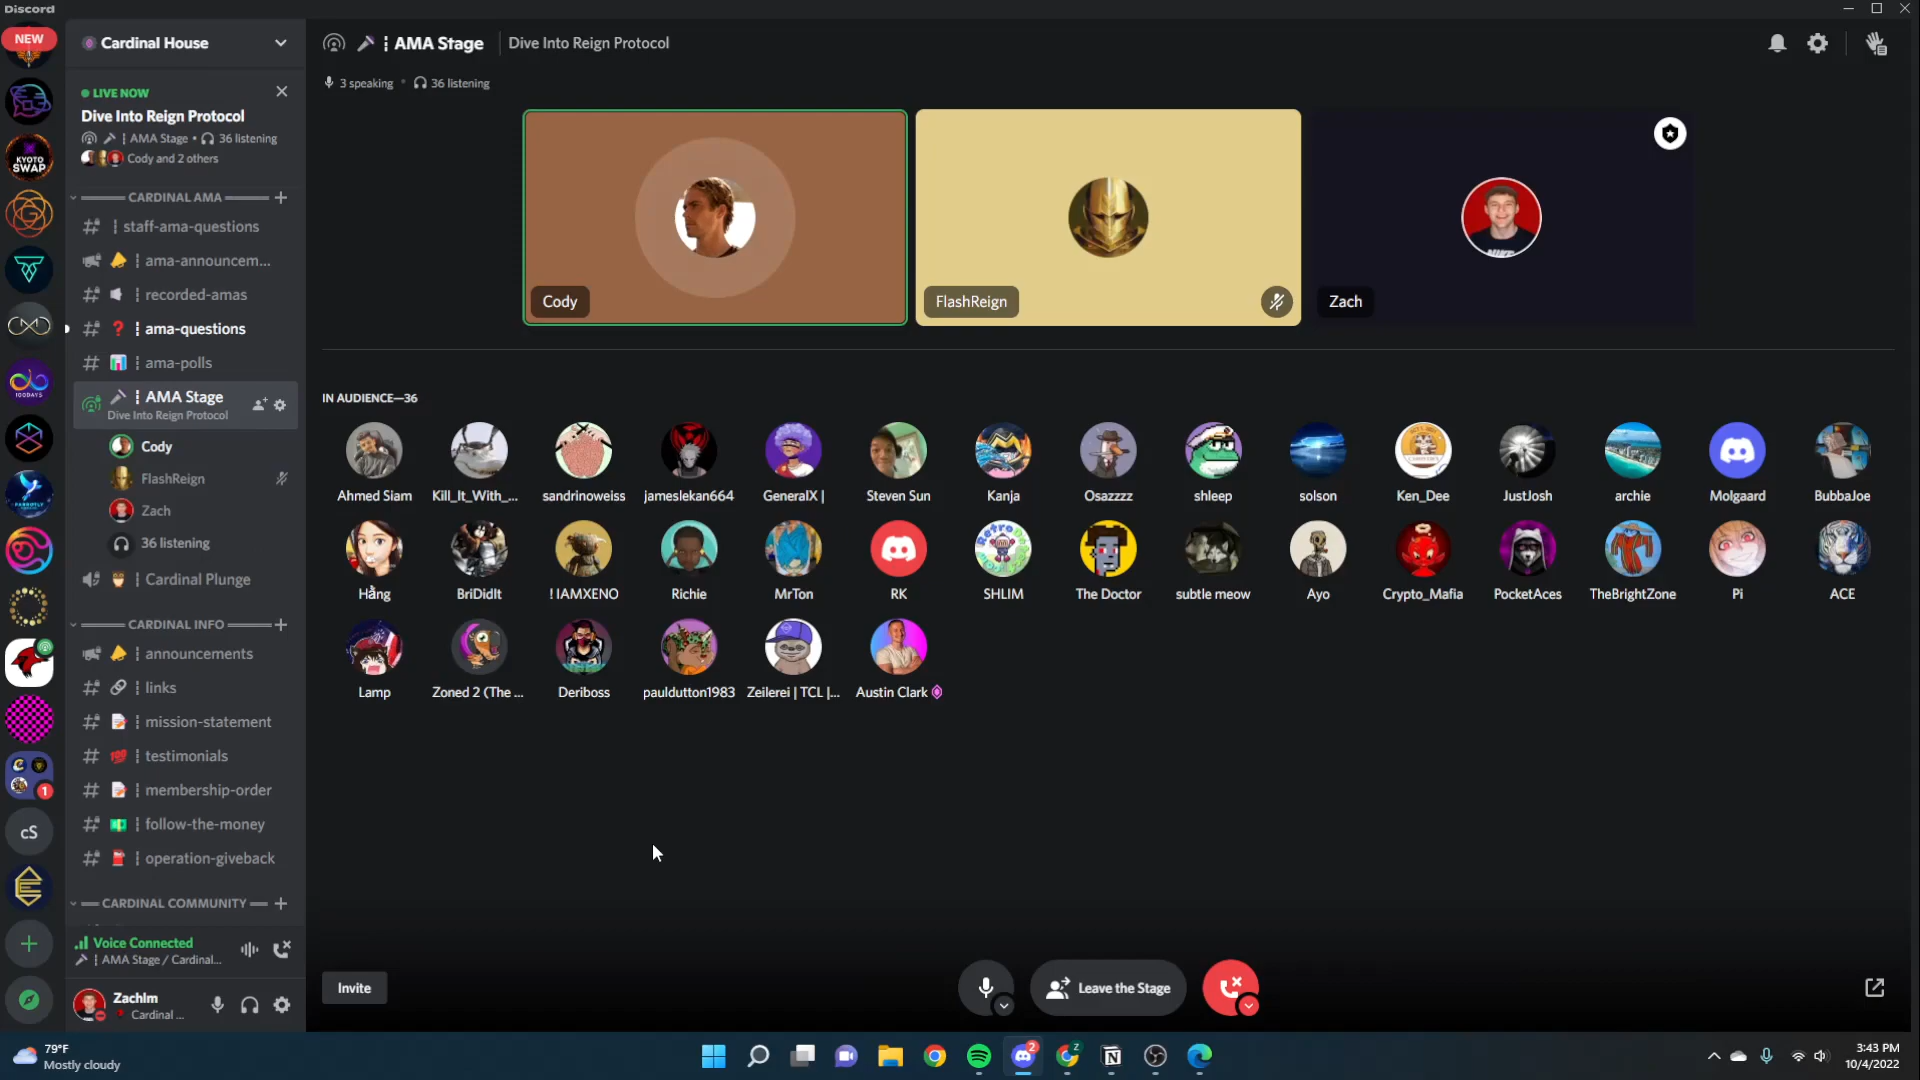 Discord
NEW
KYOTO
SWAP
100DAYS
cS
1
Cardinal House
LIVE NOW
Dive Into Reign Protocol
AMA Stage • 36 listening
Cody and 2 others
CARDINAL AMA
staff-ama-questions
ama-announcem...
recorded-amas
ama-questions
ama-polls
AMA Stage
Dive Into Reign Protocol
Cody
FlashReign
Zach
36 listening
Cardinal Plunge
CARDINAL INFO
announcements
links
mission-statement
testimonials
membership-order
follow-the-money
operation-giveback
CARDINAL COMMUNITY
Voice Connected
AMA Stage / Cardinal...
ZachIm
Cardinal ...
AMA Stage
Dive Into Reign Protocol
3 speaking • 36 listening
Cody
FlashReign
Zach
IN AUDIENCE—36
Ahmed Siam Kill_It_With_... sandrinoweiss jameslekan664 GeneralX | Steven Sun Kanja Osazzzz shleep solson Ken_Dee JustJosh archie Molgaard BubbaJoe
Hằng BriDidIt !IAMXENO Richie MrTon RK SHLIM The Doctor subtle meow Ayo Crypto_Mafia PocketAces TheBrightZone Pi ACE
Lamp Zoned 2 (The ... Deriboss pauldutton1983 Zeilerei | TCL |... Austin Clark
Invite
Leave the Stage
79°F
Mostly cloudy
2
Z
3:43 PM
10/4/2022